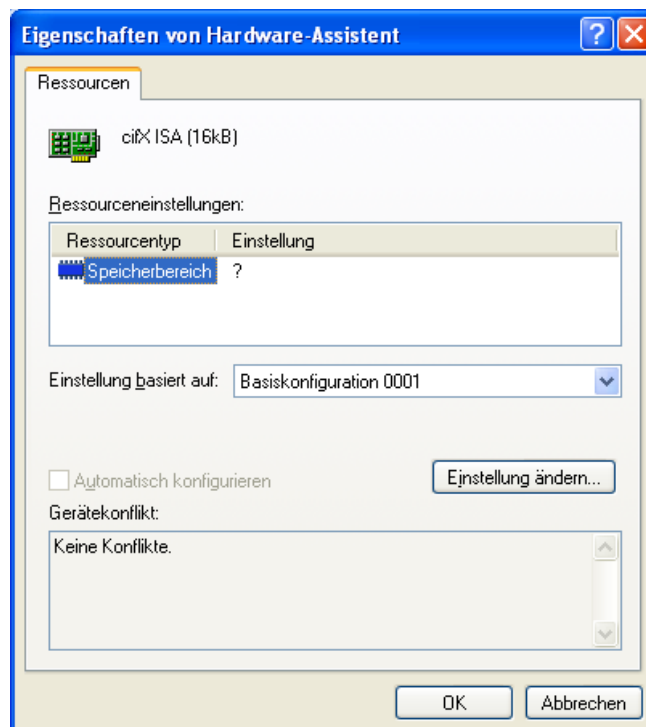 Eigenschaften von Hardware-Assistent
Ressourcen
cifX ISA (16kB)
Ressourceneinstellungen:
Ressourcentyp Einstellung
Speicherbereich ?
Einstellung basiert auf: Basiskonfiguration 0001
Automatisch konfigurieren Einstellung ändern...
Gerätekonflikt:
Keine Konflikte.
OK Abbrechen